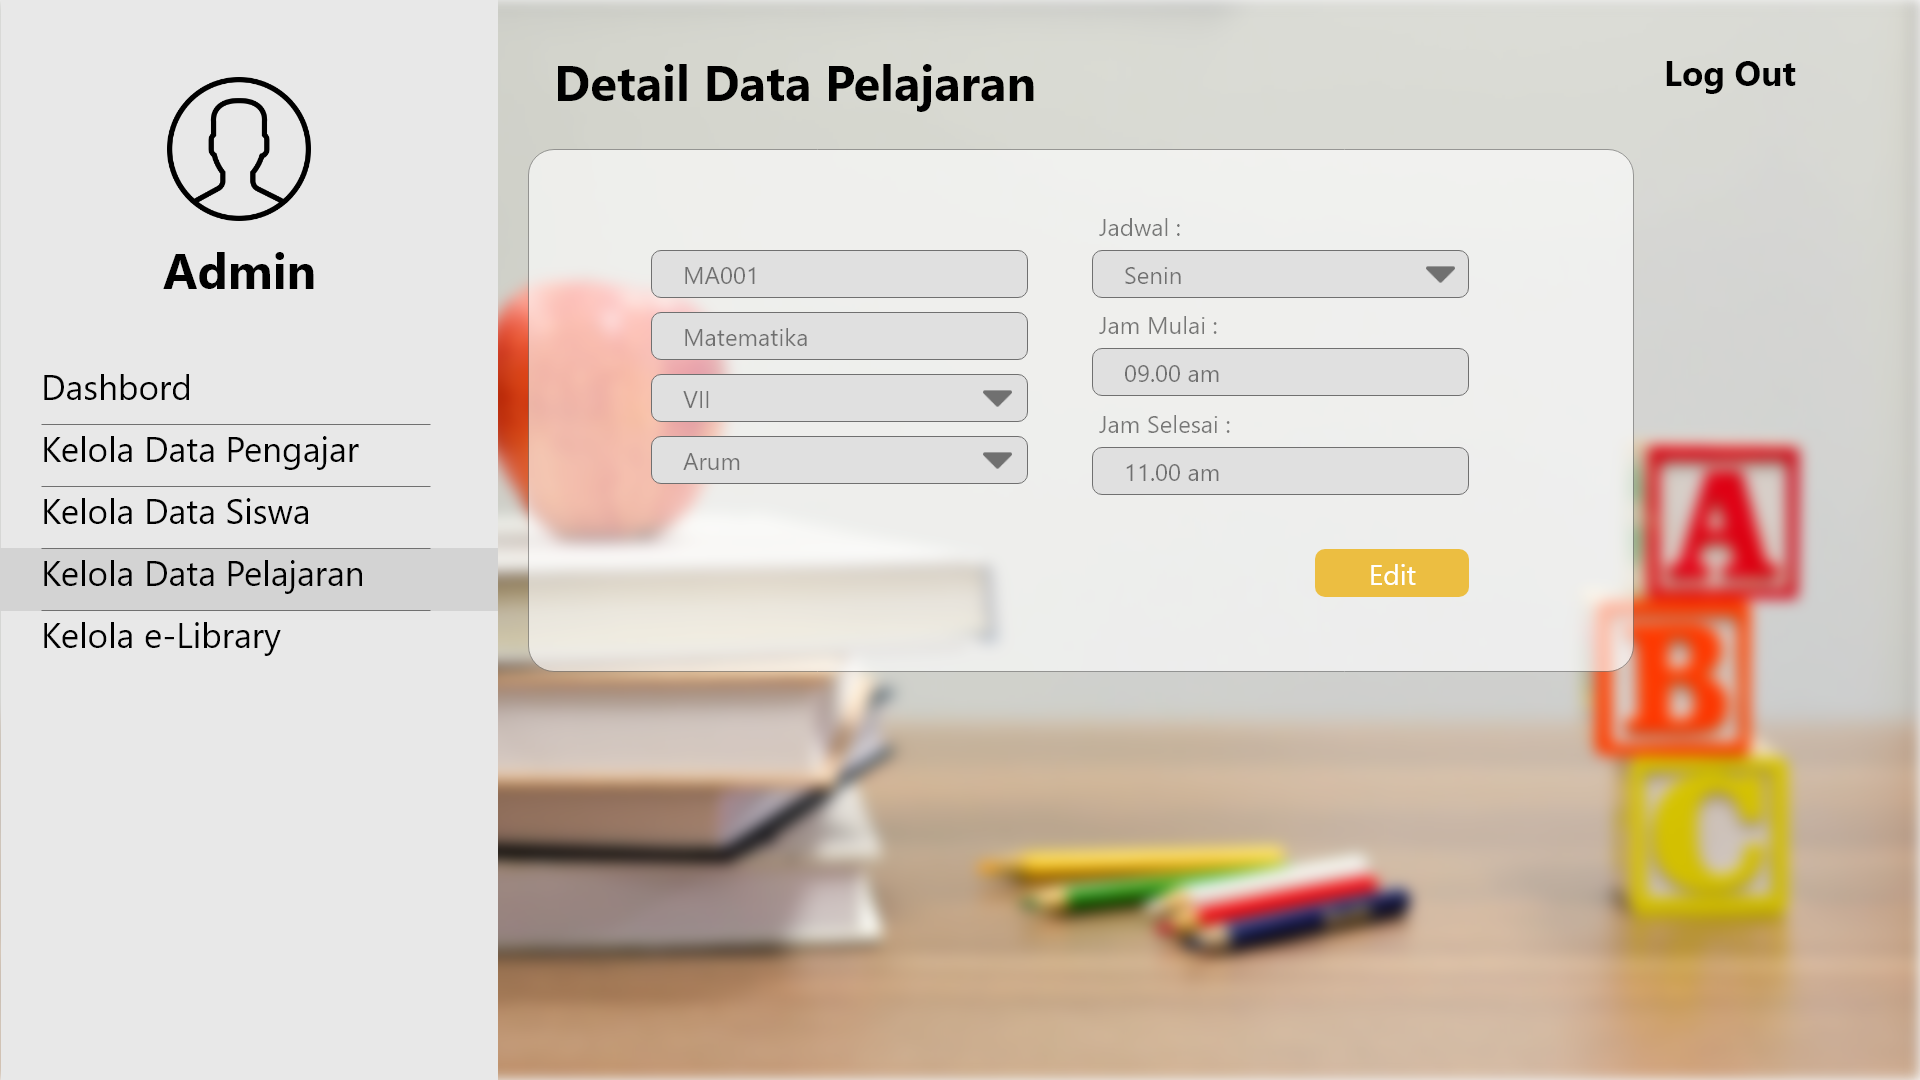 Admin
Dashbord
Kelola Data Pengajar
Kelola Data Siswa
Kelola Data Pelajaran
Kelola e-Library
Detail Data Pelajaran
Log Out
MA001
Matematika
VII
Arum
Jadwal :
Senin
Jam Mulai :
09.00 am
Jam Selesai :
11.00 am
Edit
A
B
C